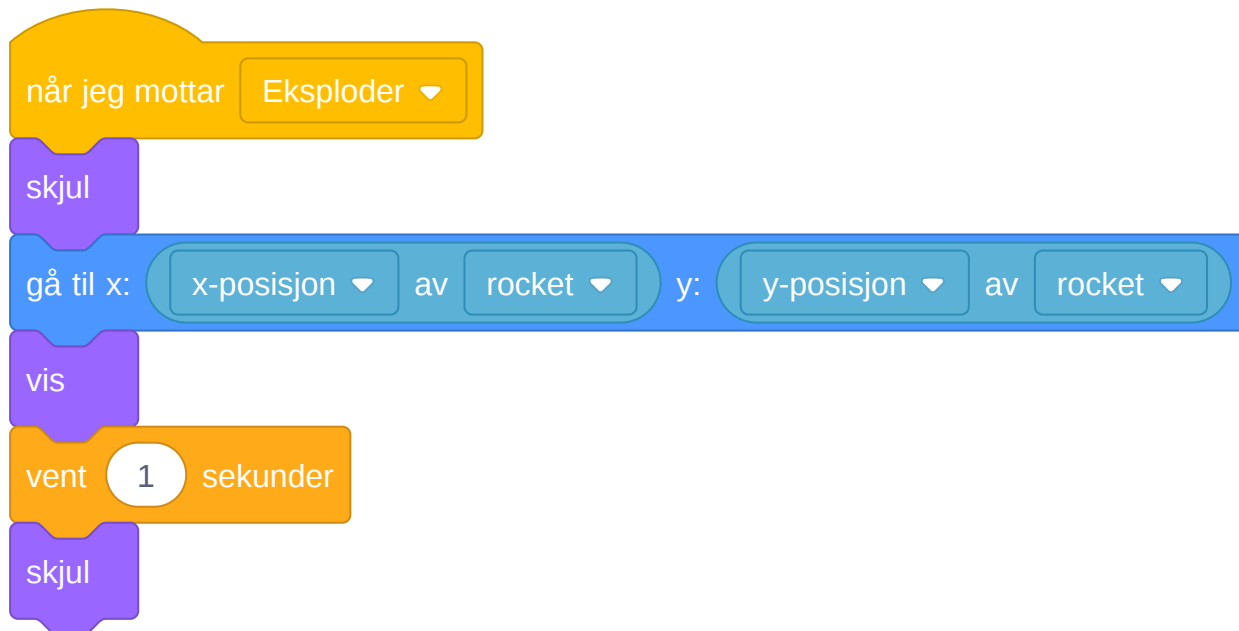 når jeg mottar Eksploder
skjul
gå til x: x-posisjon av rocket y: y-posisjon av rocket
vis
vent 1 sekunder
skjul